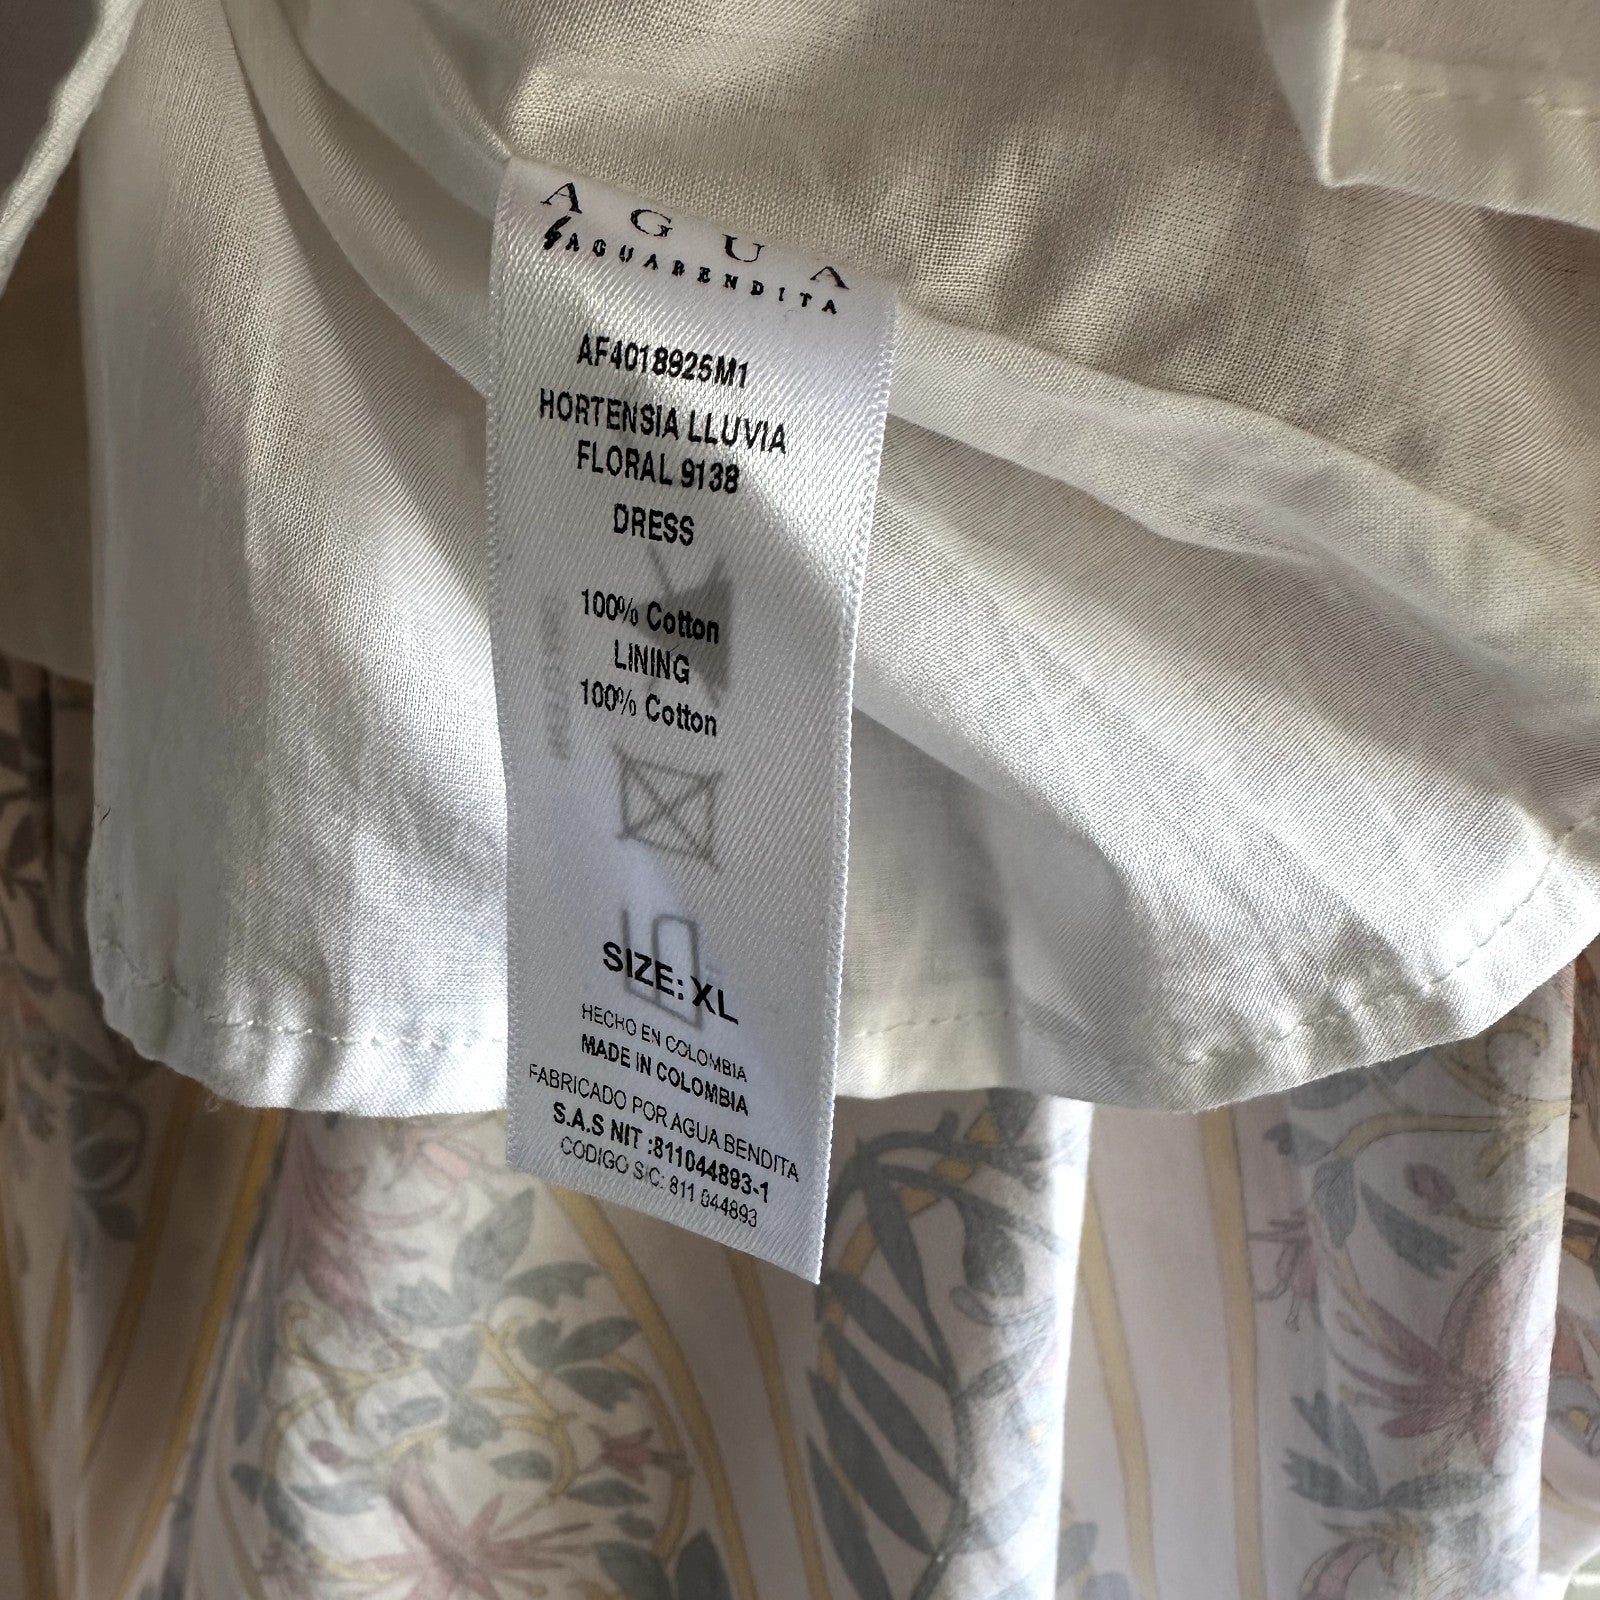 AGUA
by AGUABENDITA
AF4018925M1
HORTENSIA LLUVIA
FLORAL 9138
DRESS
100% Cotton
LINING
100% Cotton
SIZE: XL
HECHO EN COLOMBIA
MADE IN COLOMBIA
FABRICADO POR AGUA BENDITA
S.A.S NIT :811044893-1
CODIGO SIC: 811 044893